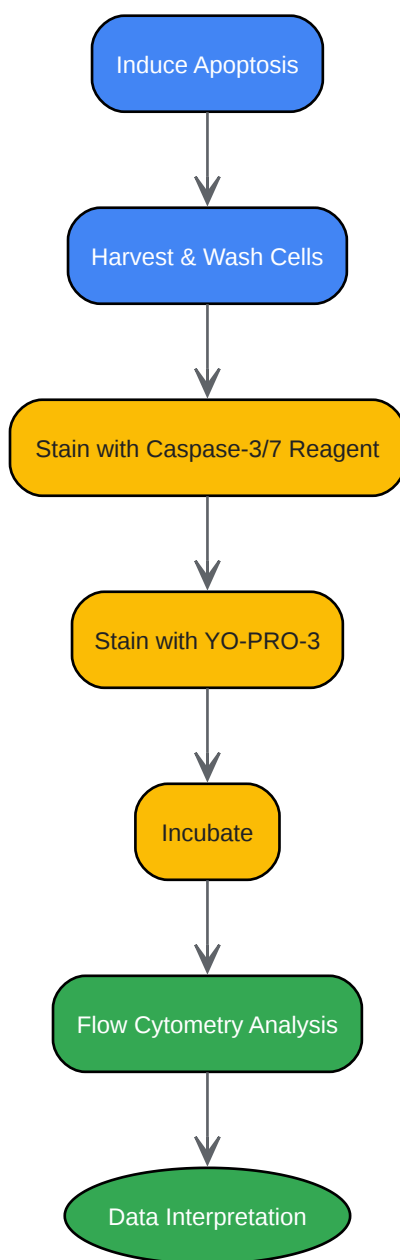 Induce Apoptosis
Harvest & Wash Cells
Stain with Caspase-3/7 Reagent
Stain with YO-PRO-3
Incubate
Flow Cytometry Analysis
Data Interpretation